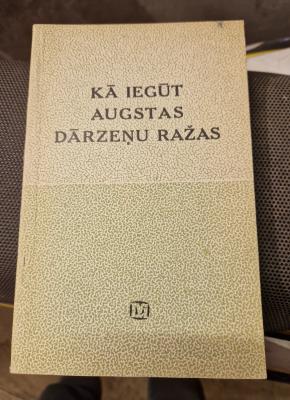 KĀ IEGŪT
AUGSTAS
DĀRZEŅU RAŽAS